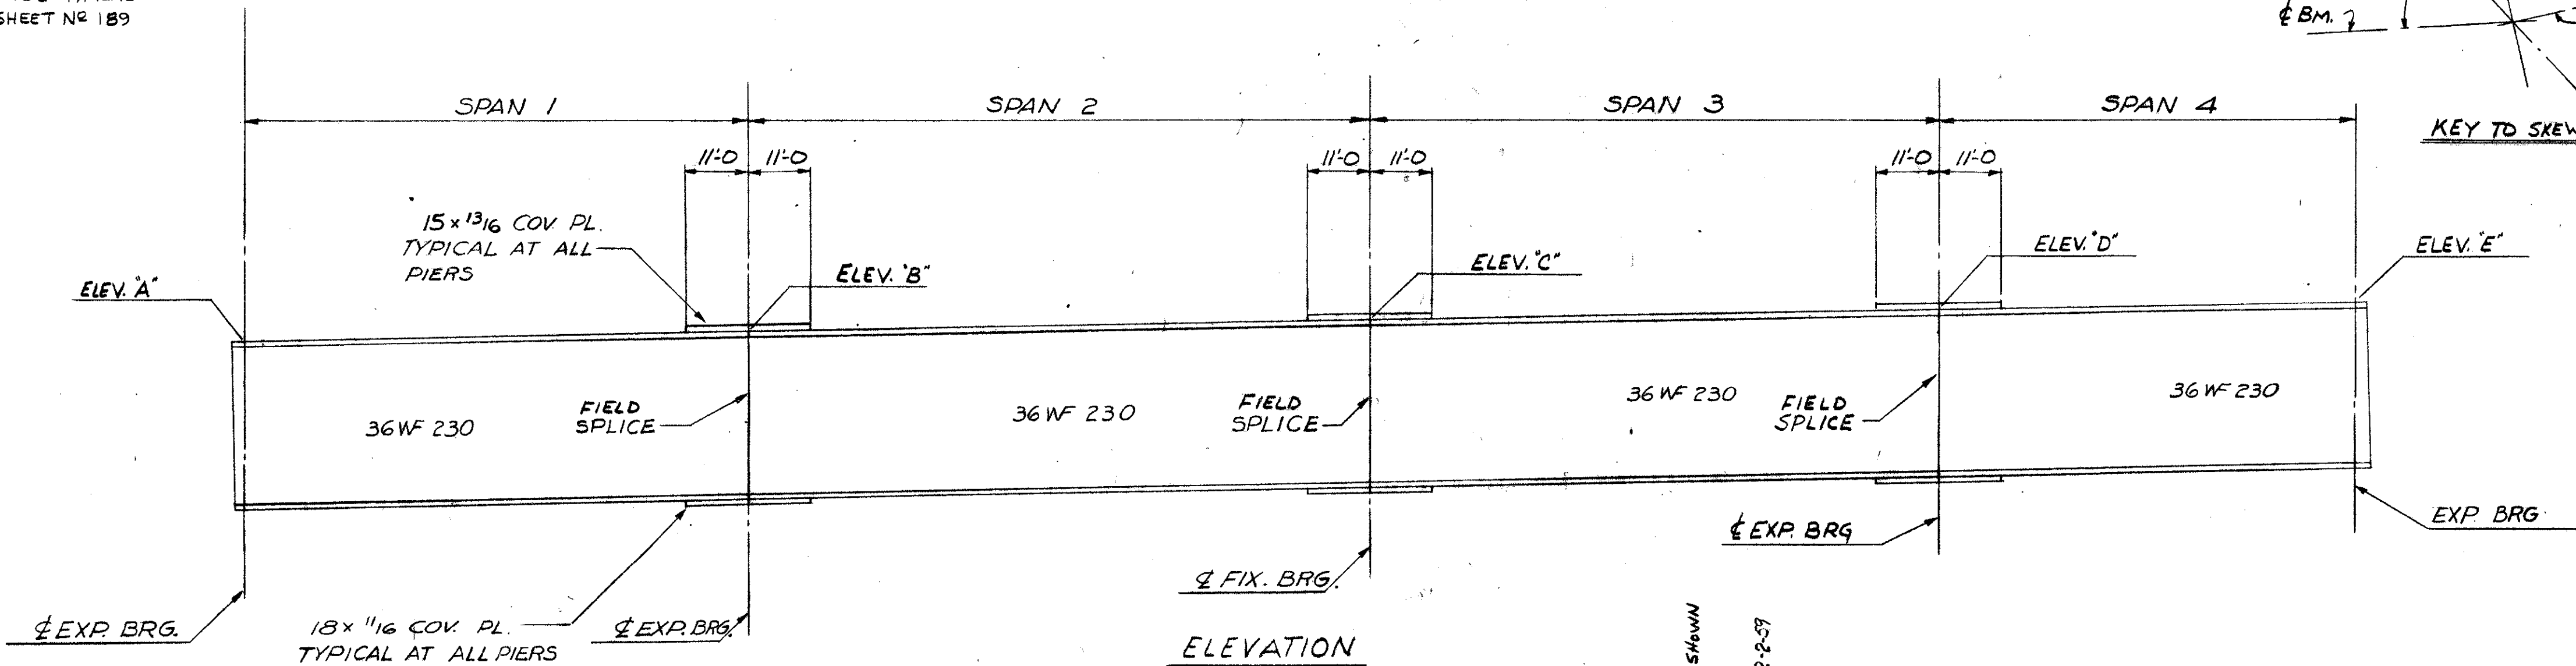 SHEET Nº 189
₵ BM.
SPAN 1
SPAN 2
SPAN 3
SPAN 4
KEY TO SKEW
11'-0 11'-0
11'-0 11'-0
11'-0 11'-0
15 x 13/16 COV. PL.
TYPICAL AT ALL
PIERS
ELEV. "A"
ELEV. "B"
ELEV. "C"
ELEV. "D"
ELEV. "E"
36 WF 230
FIELD
SPLICE
36 WF 230
FIELD
SPLICE
36 WF 230
FIELD
SPLICE
36 WF 230
₵ EXP. BRG.
18 x 11/16 COV. PL.
TYPICAL AT ALL PIERS
₵ EXP. BRG.
₵ FIX. BRG.
₵ EXP. BRG
EXP. BRG
ELEVATION
SHOWN
2-59